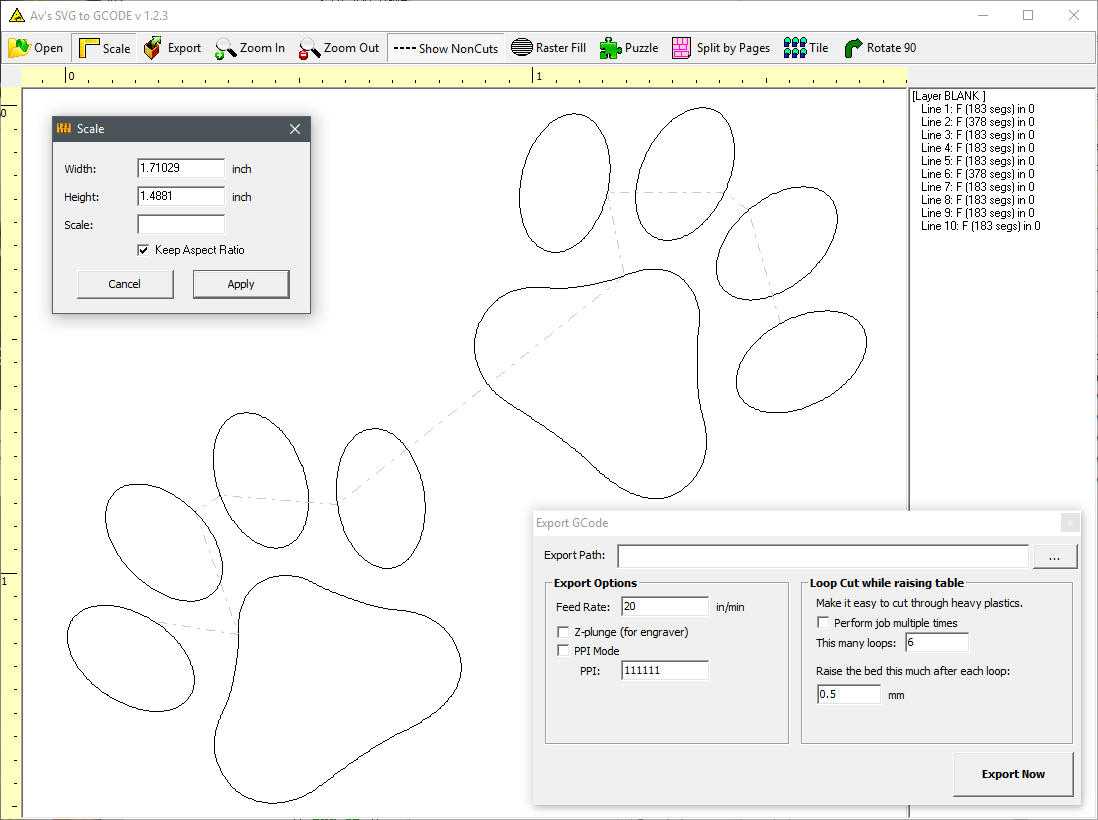 Av's SVG to GCODE v 1.2.3
Open Scale Export Zoom In Zoom Out Show NonCuts Raster Fill Puzzle Split by Pages Tile Rotate 90
0 1
0
1
Scale
Width: 1.71029 inch
Height: 1.4881 inch
Scale:
Keep Aspect Ratio
Cancel Apply
[Layer BLANK ]
Line 1: F (183 segs) in 0
Line 2: F (378 segs) in 0
Line 3: F (183 segs) in 0
Line 4: F (183 segs) in 0
Line 5: F (183 segs) in 0
Line 6: F (378 segs) in 0
Line 7: F (183 segs) in 0
Line 8: F (183 segs) in 0
Line 9: F (183 segs) in 0
Line 10: F (183 segs) in 0
Export GCode
Export Path: ...
Export Options
Feed Rate: 20 in/min
Z-plunge (for engraver)
PPI Mode
PPI: 111111
Loop Cut while raising table
Make it easy to cut through heavy plastics.
Perform job multiple times
This many loops: 6
Raise the bed this much after each loop:
0.5 mm
Export Now